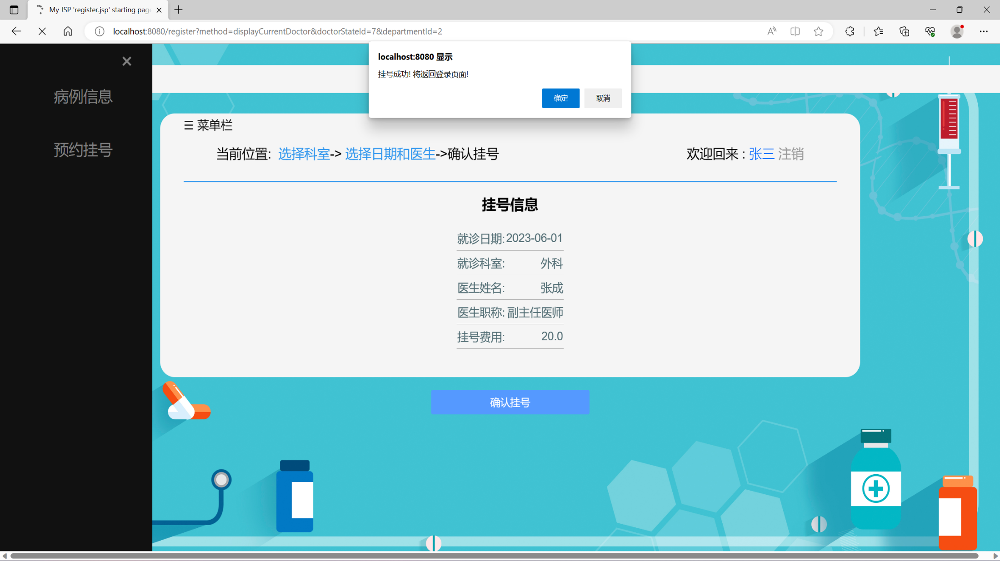 My JSP 'register.jsp' starting page
localhost:8080/register?method=displayCurrentDoctor&doctorStateId=7&departmentId=2
localhost:8080 显示
挂号成功! 将返回登录页面!
确定 取消
病例信息
预约挂号
☰ 菜单栏
当前位置: 选择科室-> 选择日期和医生->确认挂号 欢迎回来 : 张三 注销
挂号信息
就诊日期: 2023-06-01
就诊科室: 外科
医生姓名: 张成
医生职称: 副主任医师
挂号费用: 20.0
确认挂号